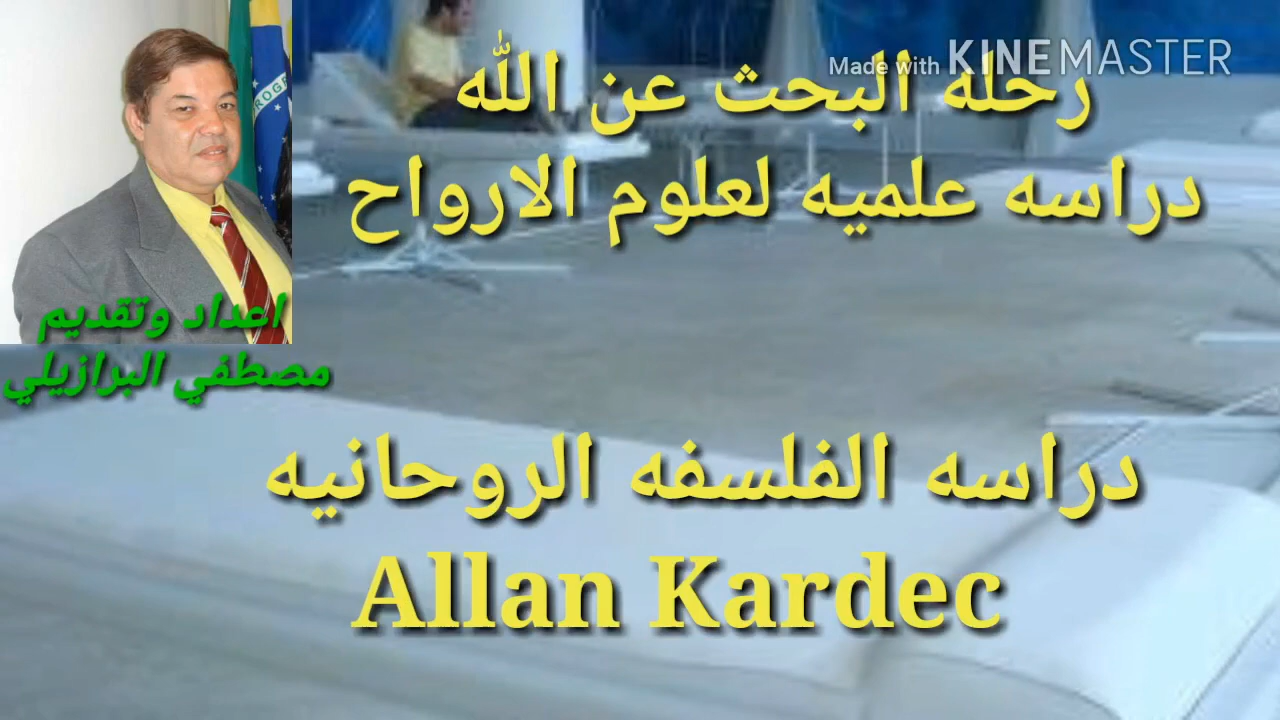 Made with KINEMASTER
رحله البحث عن الله
دراسه علميه لعلوم الارواح
اعداد وتقديم
مصطفي البرازيلي
دراسه الفلسفه الروحانيه
Allan Kardec